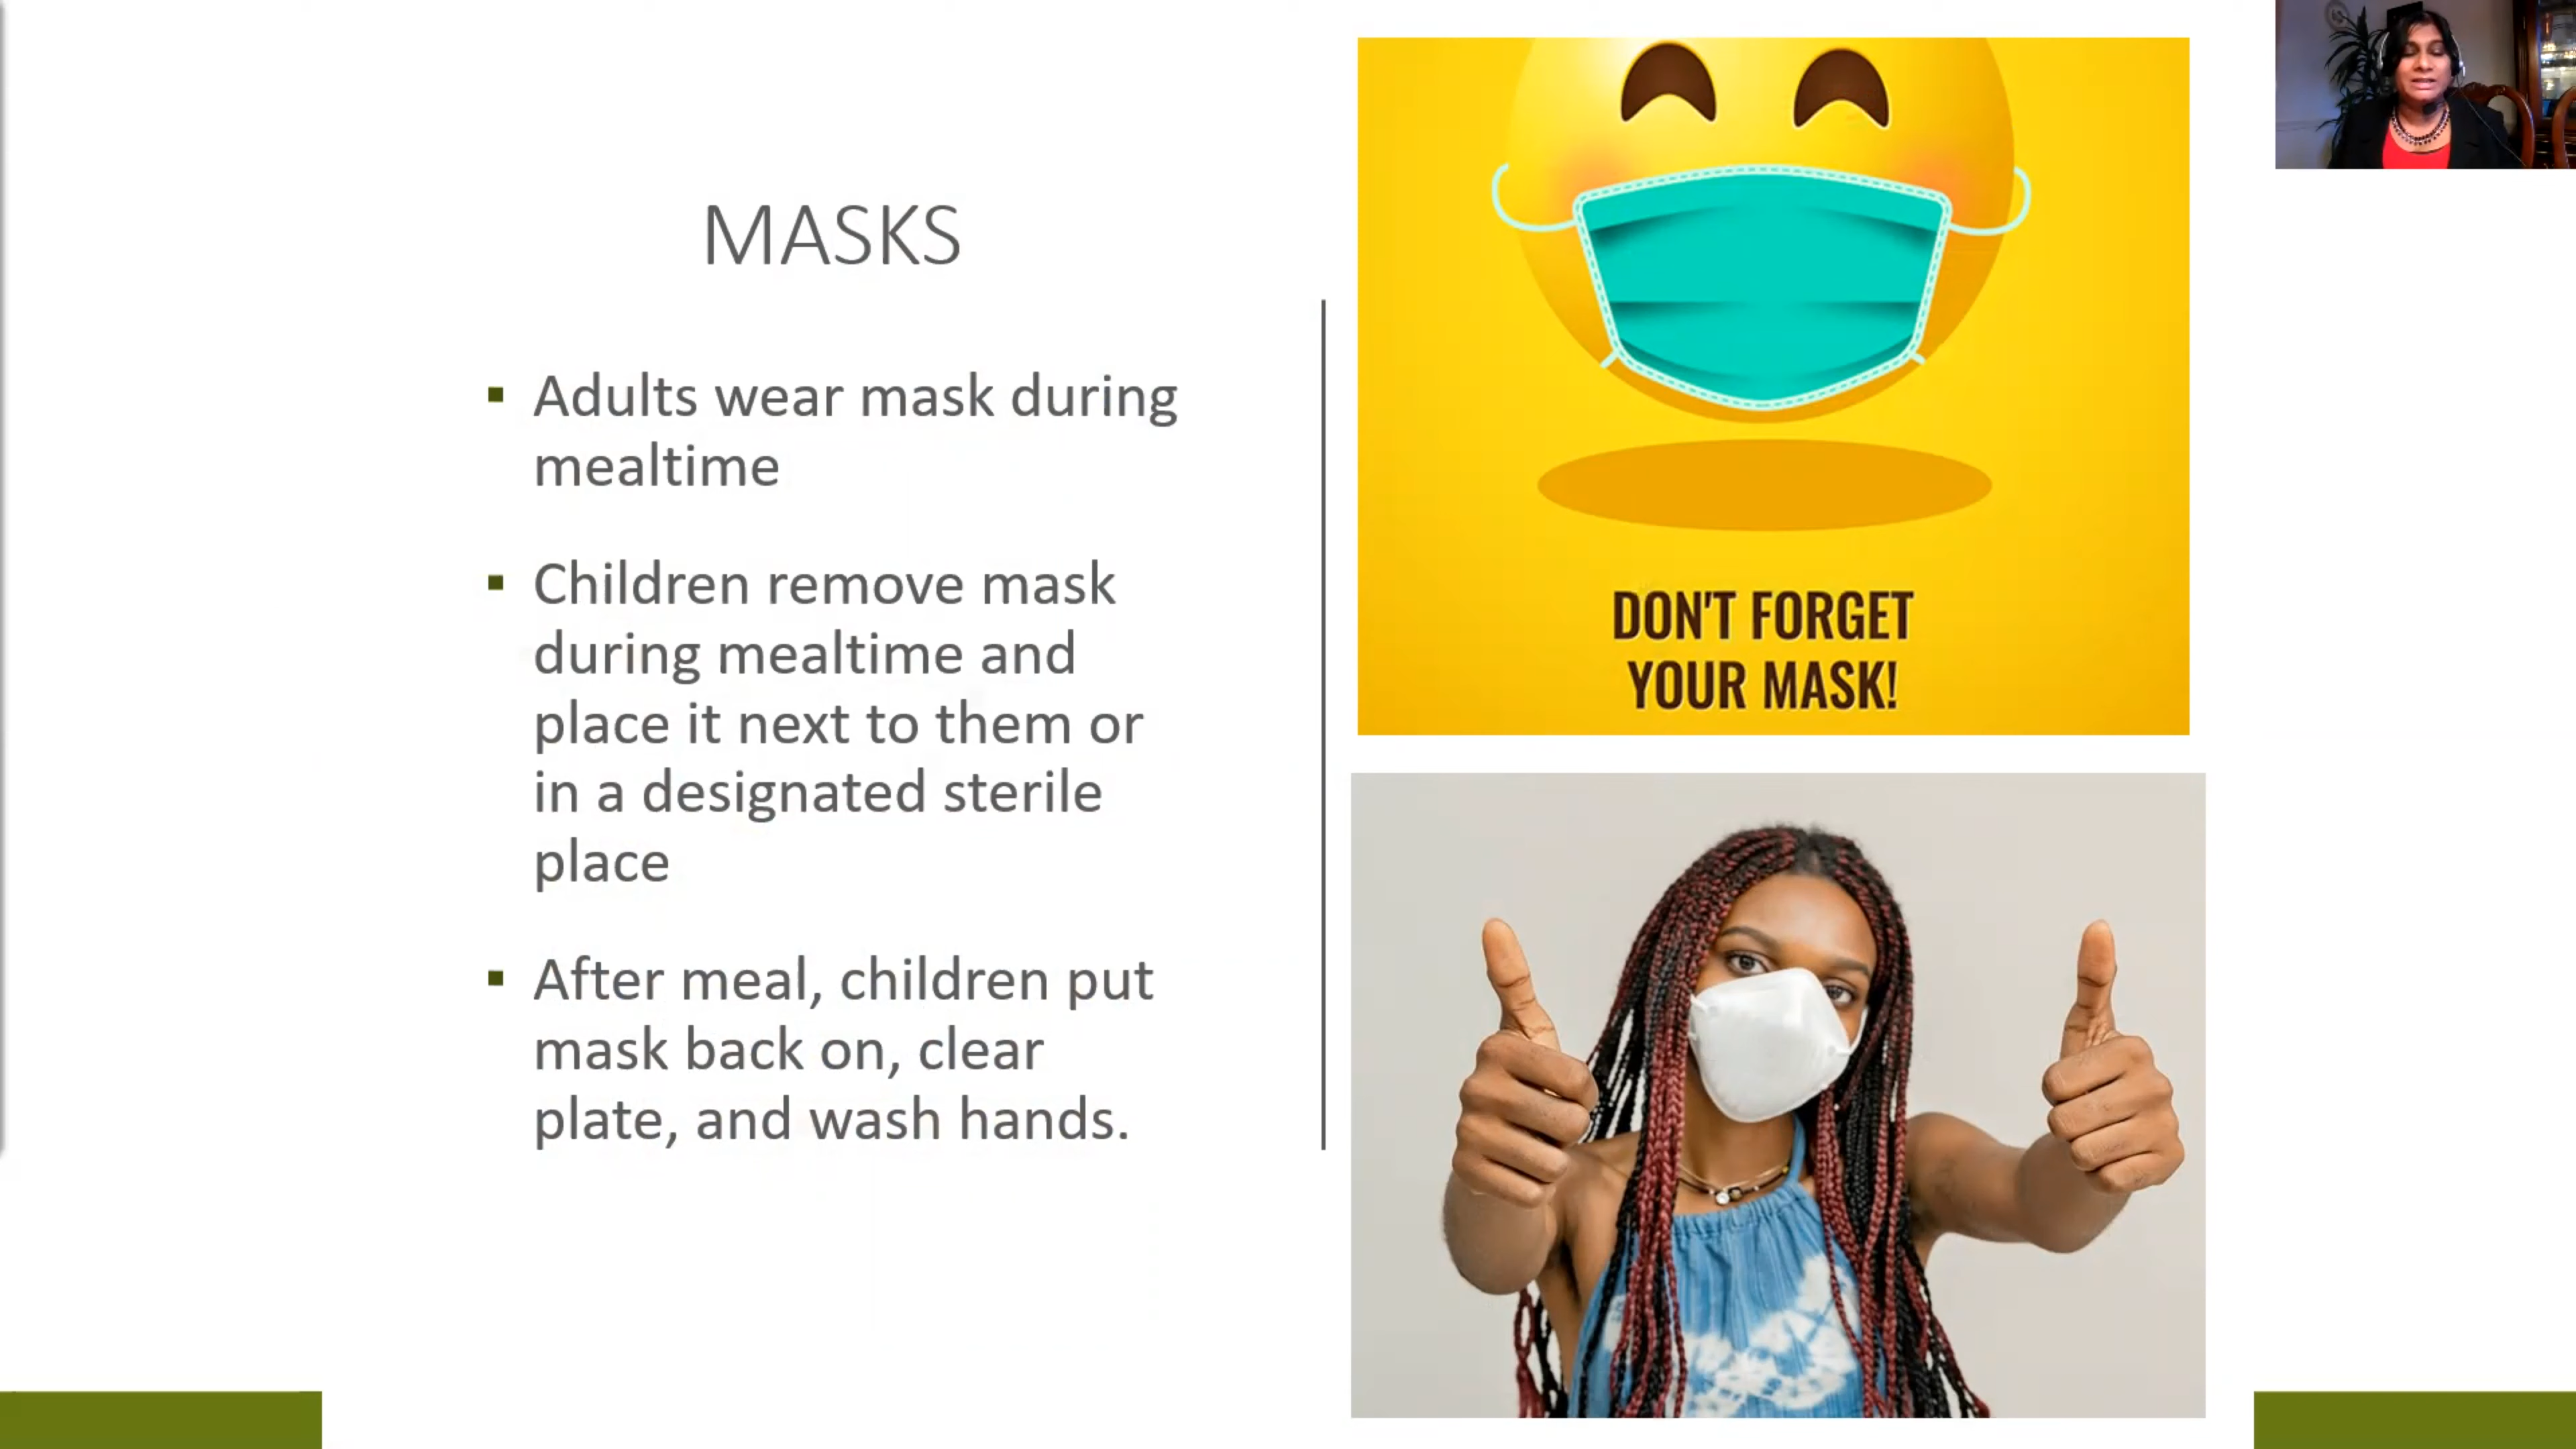 MASKS
▪ Adults wear mask during
mealtime
▪ Children remove mask
during mealtime and
place it next to them or
in a designated sterile
place
▪ After meal, children put
mask back on, clear
plate, and wash hands.
DON'T FORGET
YOUR MASK!